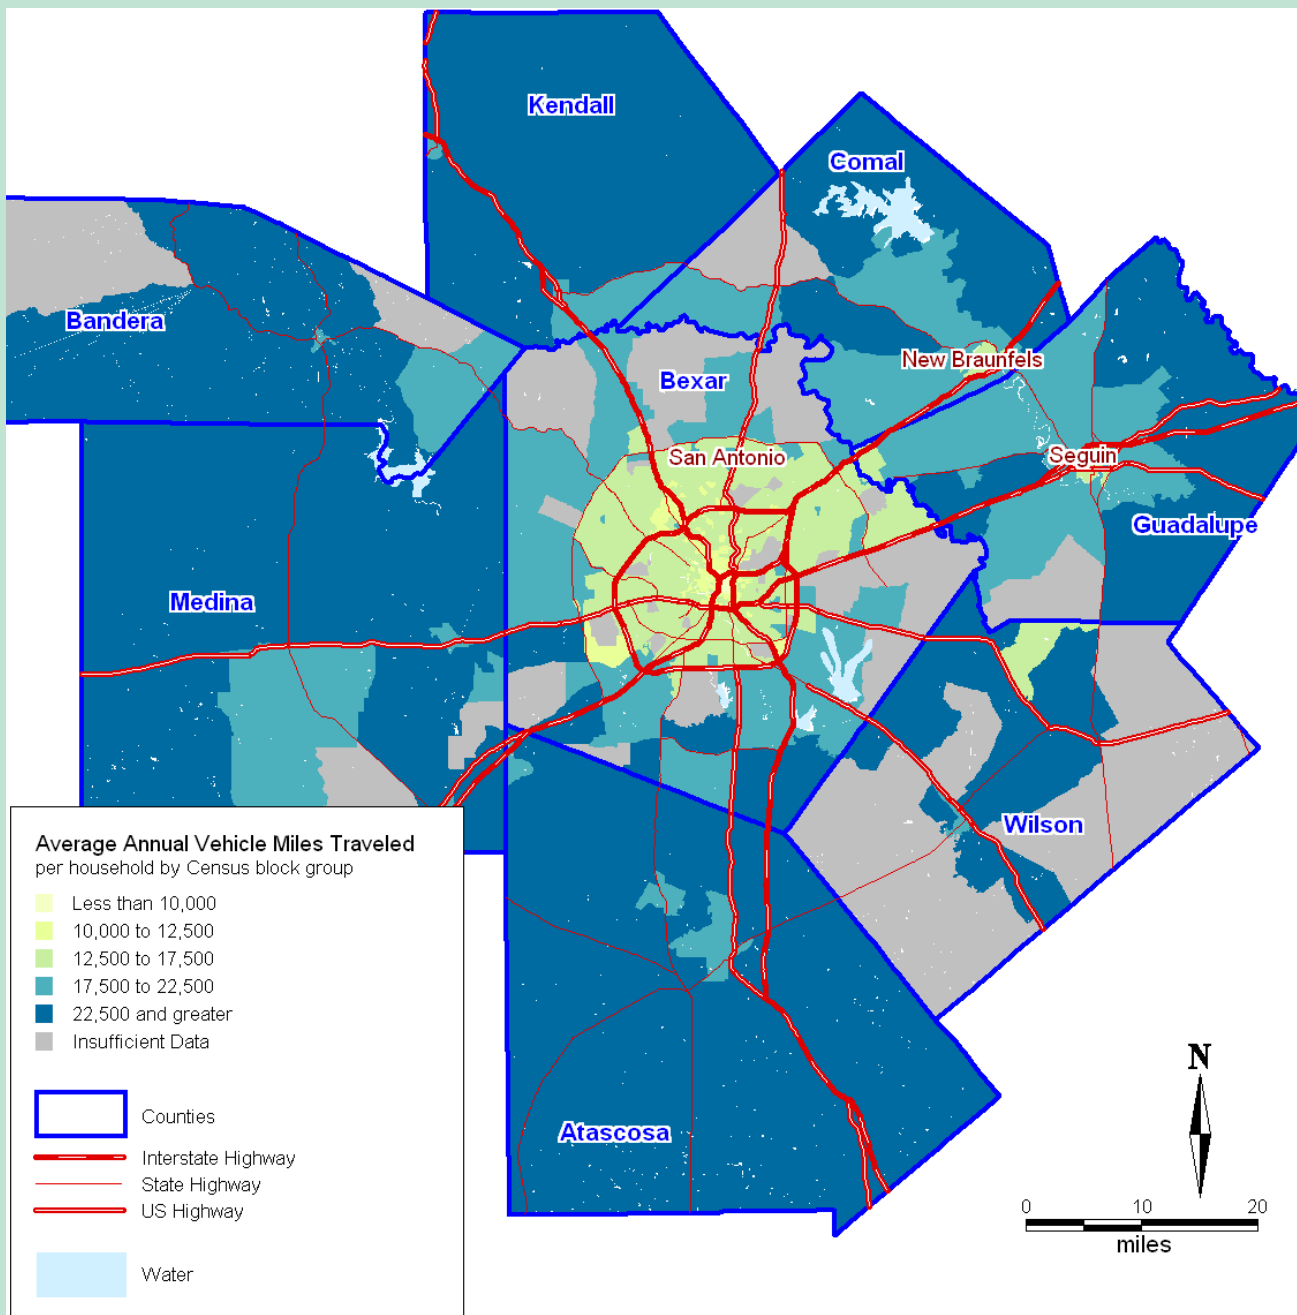 Kendall
Comal
Bandera
New Braunfels
Bexar
San Antonio
Seguin
Guadalupe
Medina
Wilson
Atascosa
Average Annual Vehicle Miles Traveled
per household by Census block group
Less than 10,000
10,000 to 12,500
12,500 to 17,500
17,500 to 22,500
22,500 and greater
Insufficient Data
Counties
Interstate Highway
State Highway
US Highway
Water
N
0 10 20
miles